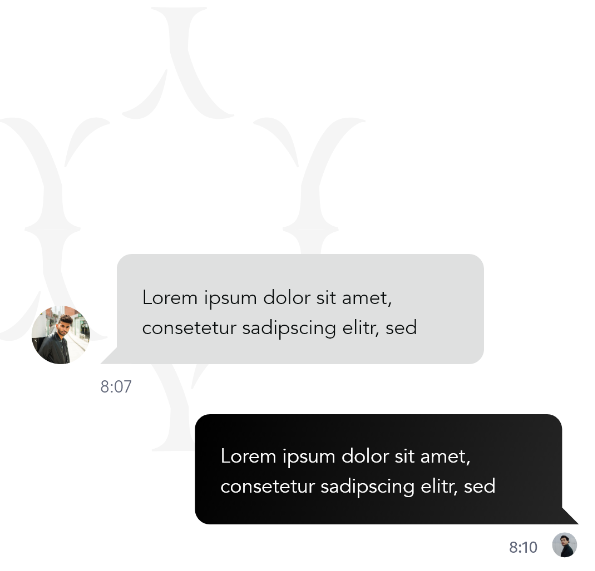 Lorem ipsum dolor sit amet,
consetetur sadipscing elitr, sed
8:07
Lorem ipsum dolor sit amet,
consetetur sadipscing elitr, sed
8:10